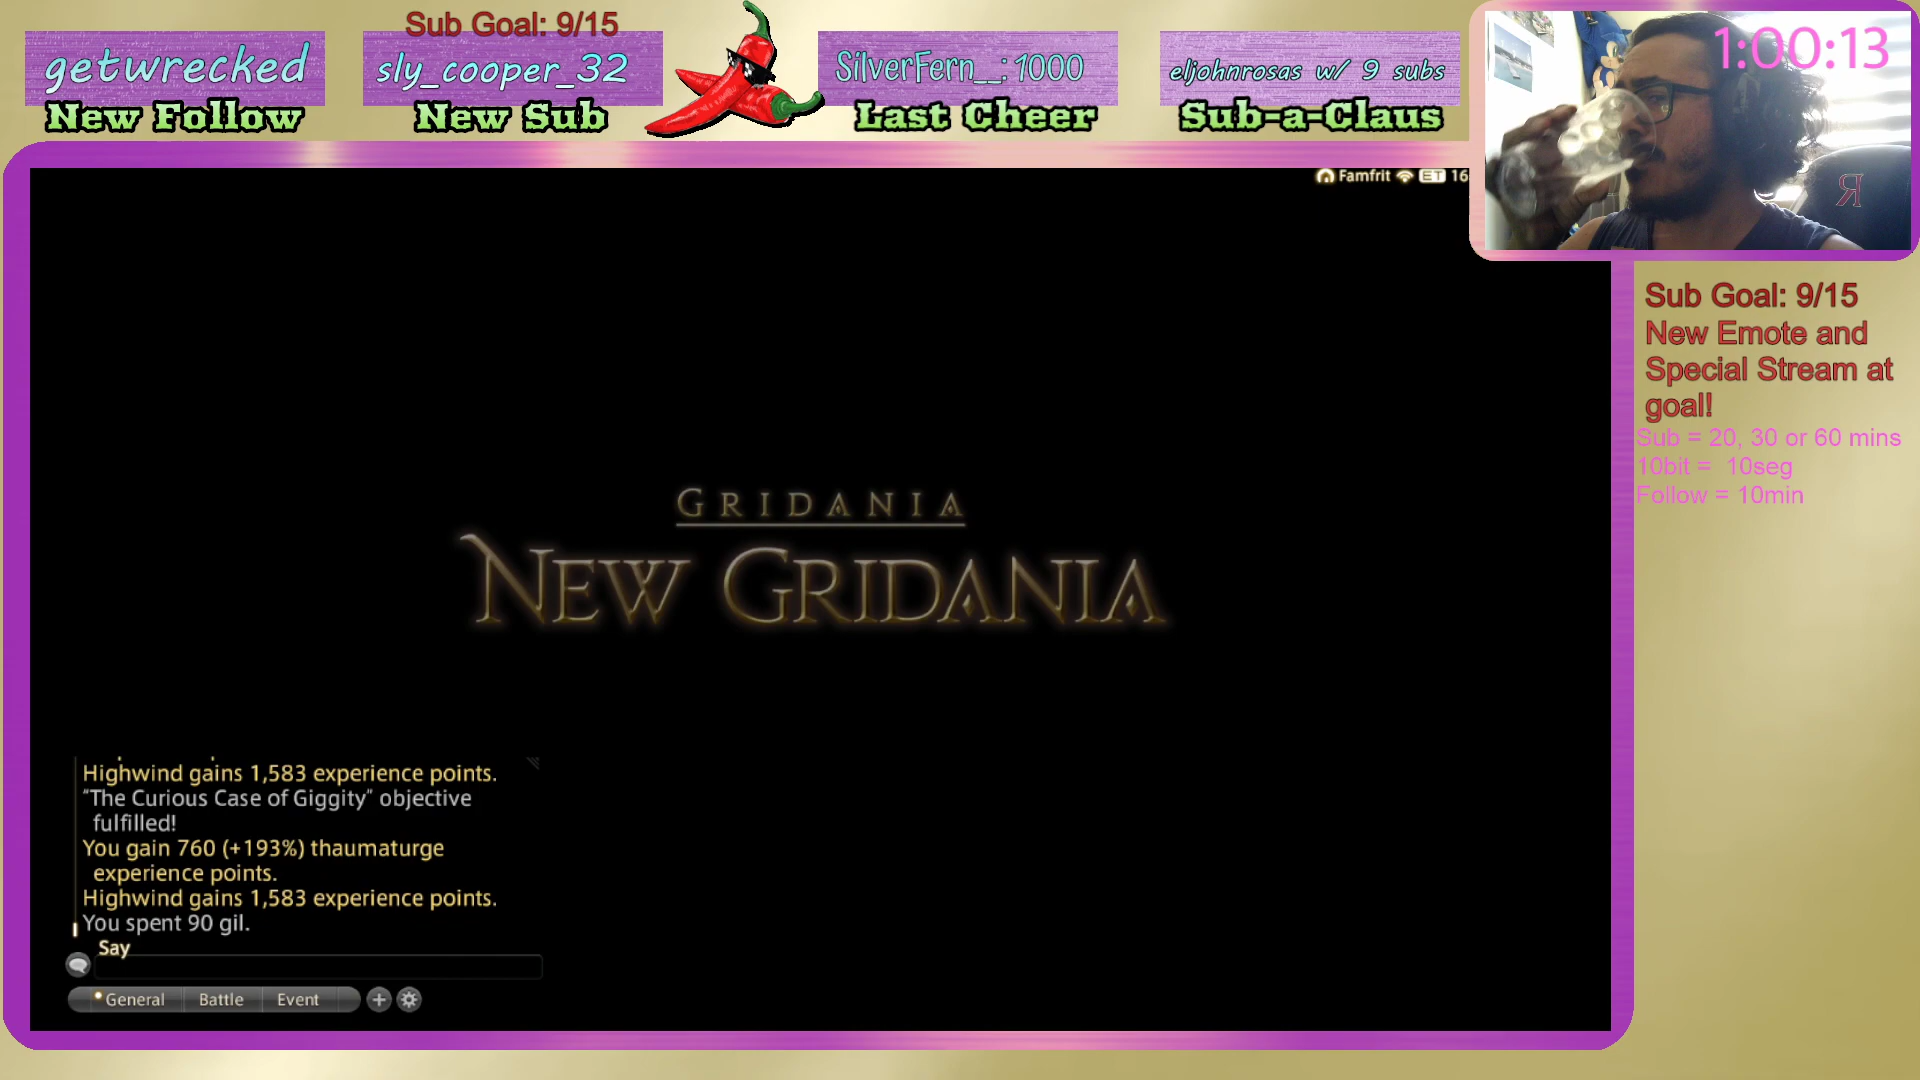 Sub Goal: 9/15
getwrecked
New Follow
sly_cooper_32
New Sub
SilverFern__: 1000
Last Cheer
eljohnrosas w/ 9 subs
Sub-a-Claus
1:00:13
Я
Famfrit ET 16
Sub Goal: 9/15
New Emote and
Special Stream at
goal!
Sub = 20, 30 or 60 mins
10bit = 10seg
Follow = 10min
GRIDANIA
NEW GRIDANIA
Highwind gains 1,583 experience points.
"The Curious Case of Giggity" objective
fulfilled!
You gain 760 (+193%) thaumaturge
experience points.
Highwind gains 1,583 experience points.
You spent 90 gil.
Say
General Battle Event